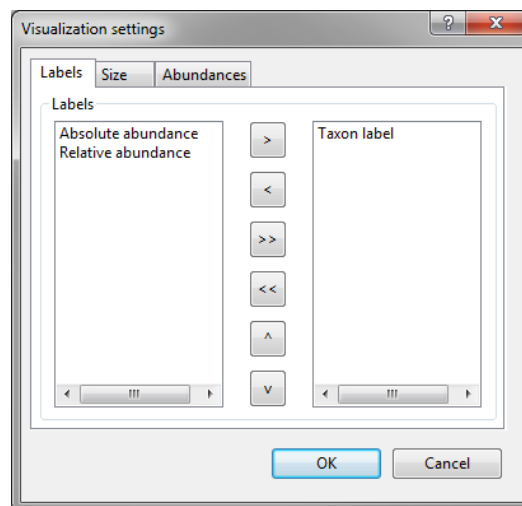 Visualization settings
?
X
Labels Size Abundances
Labels
Absolute abundance
Relative abundance
Taxon label
>
<
>>
<<
^
v
OK Cancel